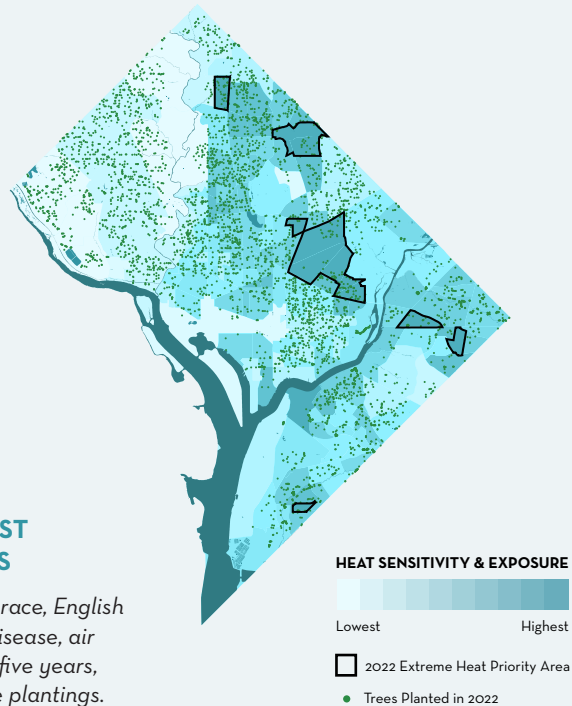 ST
S
race, English
isease, air
five years,
e plantings.
HEAT SENSITIVITY & EXPOSURE
Lowest Highest
2022 Extreme Heat Priority Area
Trees Planted in 2022